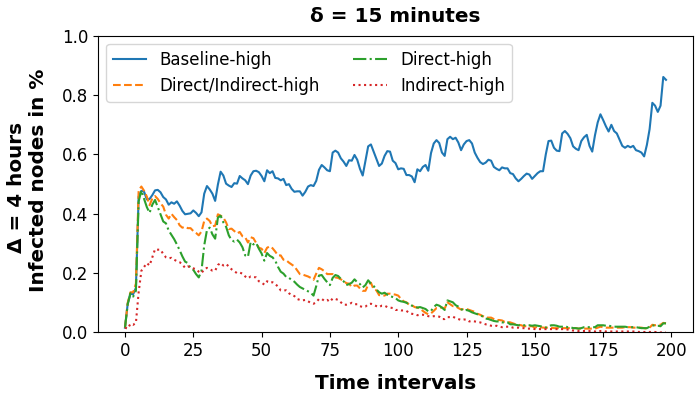 δ = 15 minutes
Δ = 4 hours
Infected nodes in %
1.0
0.8
0.6
0.4
0.2
0.0
Baseline-high
Direct/Indirect-high
Direct-high
Indirect-high
0
25
50
75
100
125
150
175
200
Time intervals